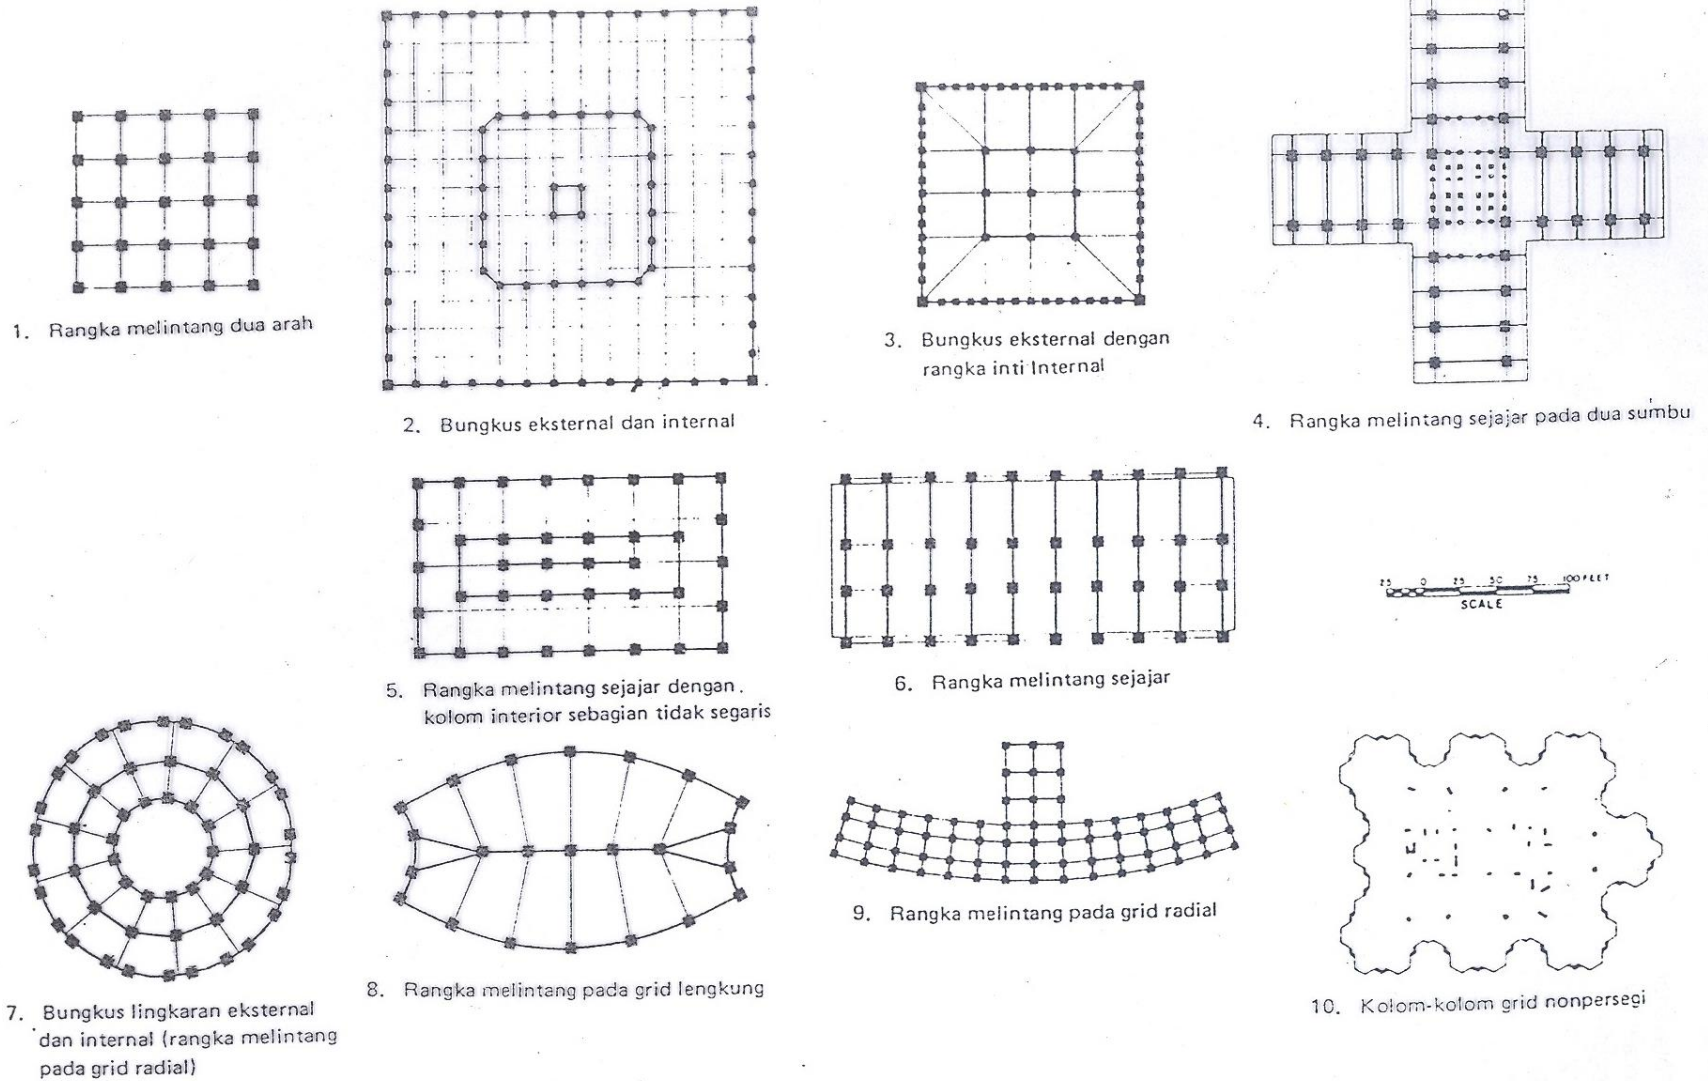 1. Rangka melintang dua arah
2. Bungkus eksternal dan internal
3. Bungkus eksternal dengan
rangka inti Internal
4. Rangka melintang sejajar pada dua sumbu
5. Rangka melintang sejajar dengan.
kolom interior sebagian tidak segaris
6. Rangka melintang sejajar
25 0 25 50 75 100 FEET
SCALE
7. Bungkus lingkaran eksternal
dan internal (rangka melintang
pada grid radial)
8. Rangka melintang pada grid lengkung
9. Rangka melintang pada grid radial
10. Kolom-kolom grid nonpersegi